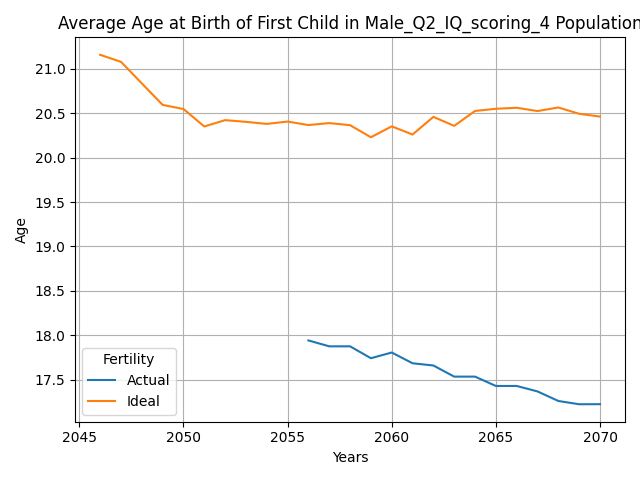 Average Age at Birth of First Child in Male_Q2_IQ_scoring_4 Population
21.0
20.5
20.0
19.5
19.0
18.5
18.0
17.5
Age
Fertility
Actual
Ideal
2045 2050 2055 2060 2065 2070
Years